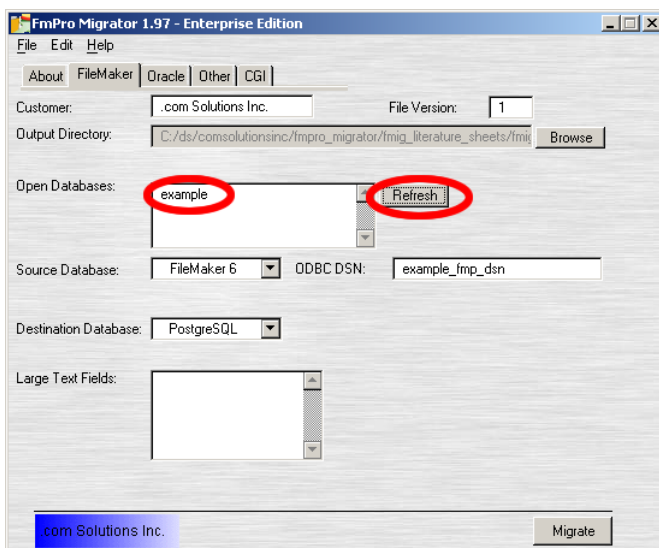 FmPro Migrator 1.97 - Enterprise Edition
File Edit Help
About FileMaker Oracle Other CGI
Customer: .com Solutions Inc. File Version: 1
Output Directory: C:/ds/comsolutionsinc/fmpro_migrator/fmig_literature_sheets/fmig Browse
Open Databases: example Refresh
Source Database: FileMaker 6 ODBC DSN: example_fmp_dsn
Destination Database: PostgreSQL
Large Text Fields:
.com Solutions Inc. Migrate